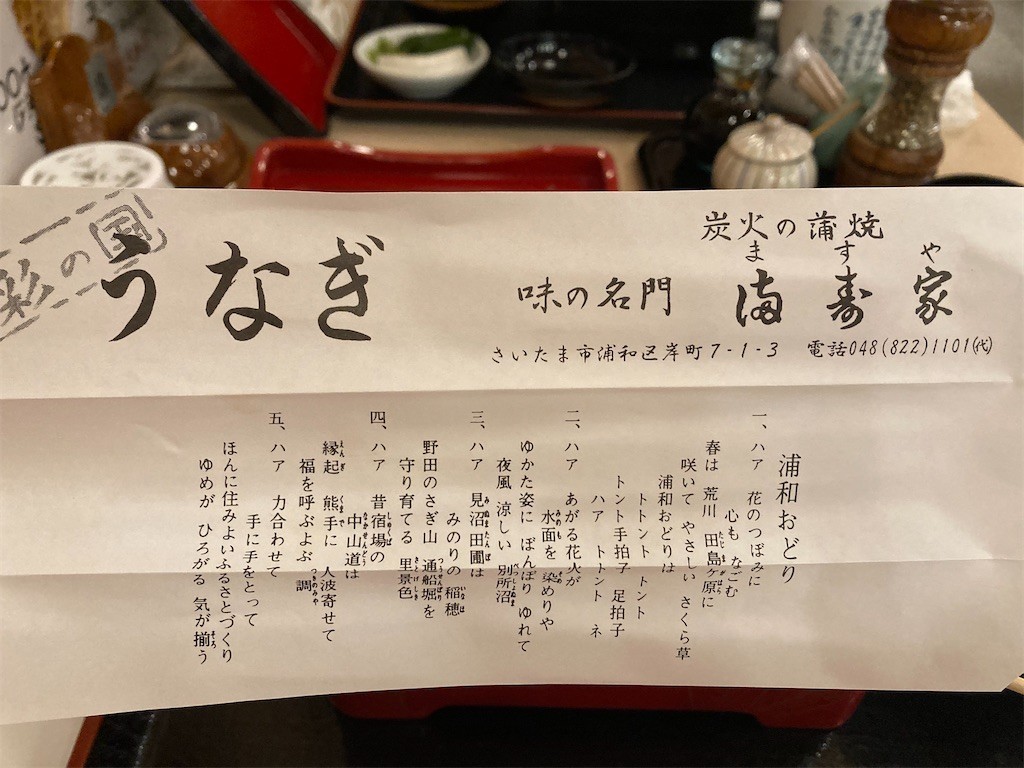 彩の国
うなぎ
炭火の蒲焼
味の名門
ま す や
満寿家
さいたま市浦和区岸町7-1-3 電話048(822)1101(代)
浦和おどり
一、ハア 花のつぼみに
心も なごむ
春は 荒川 田島ヶ原に
咲いて やさしい さくら草
浦和おどりは
トトント トント
トント手拍子 足拍子
ハア トトント ネ
二、ハア あがる花火が
水面を 染めりや
ゆかた姿に ぼんぼり ゆれて
夜風 涼しい 別所沼
三、ハア 見沼田圃は
みのりの 稲穂
野田のさぎ山 通船堀を
守り育てる 里景色
四、ハア 昔宿場の
中山道は
縁起 熊手に 人波寄せて
福を呼ぶよぶ 調
五、ハア 力合わせて
手に手をとって
ほんに住みよいふるさとづくり
ゆめが ひろがる 気が揃う